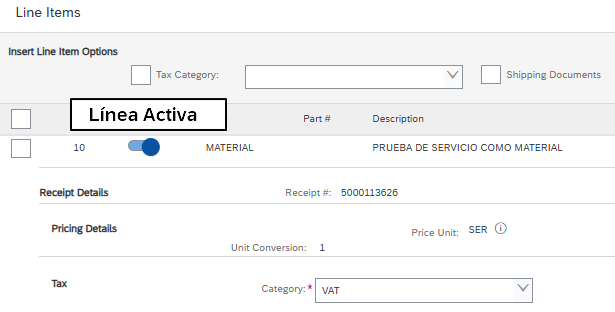 Line Items
Insert Line Item Options
Tax Category:
Shipping Documents
Línea Activa
Part #
Description
10
MATERIAL
PRUEBA DE SERVICIO COMO MATERIAL
Receipt Details
Receipt #: 5000113626
Pricing Details
Price Unit: SER
Unit Conversion: 1
Tax
Category:* VAT